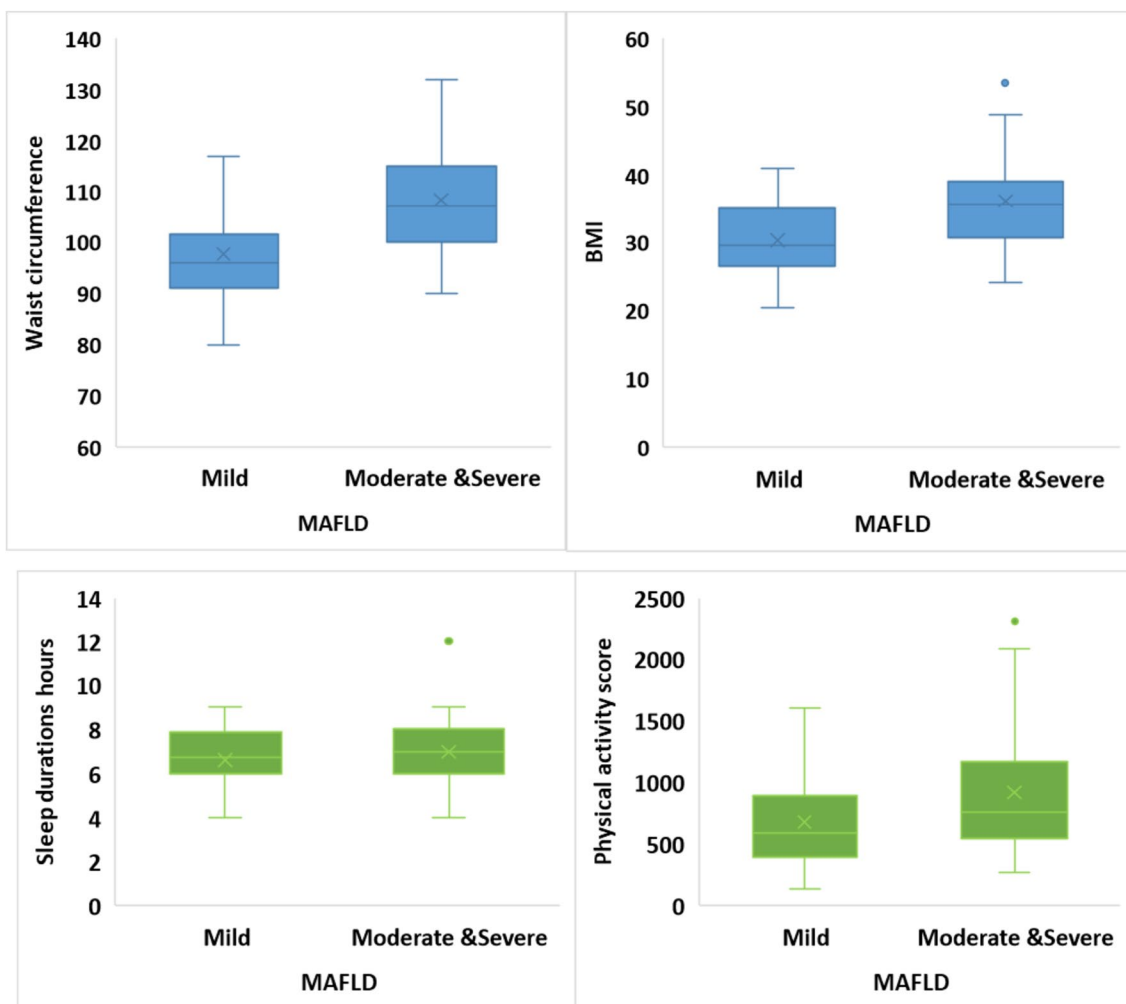 Waist circumference
140
130
120
110
100
90
80
70
60
Mild
Moderate &Severe
MAFLD
BMI
60
50
40
30
20
10
0
Mild
Moderate &Severe
MAFLD
Sleep durations hours
14
12
10
8
6
4
2
0
Mild
Moderate &Severe
MAFLD
Physical activity score
2500
2000
1500
1000
500
0
Mild
Moderate &Severe
MAFLD